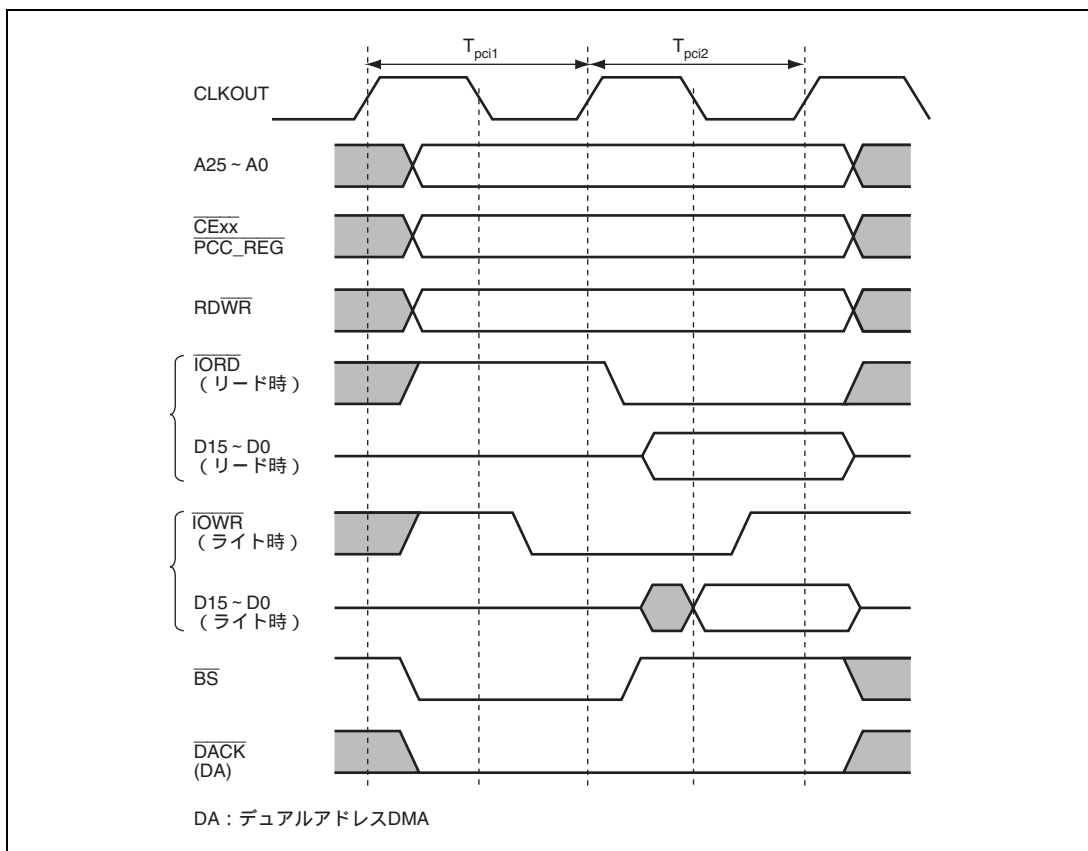 Tpci1 Tpci2
CLKOUT
A25~A0
CExx
PCC_REG
RDWR
IORD
(リード時)
D15~D0
(リード時)
IOWR
(ライト時)
D15~D0
(ライト時)
BS
DACK
(DA)
DA:デュアルアドレスDMA